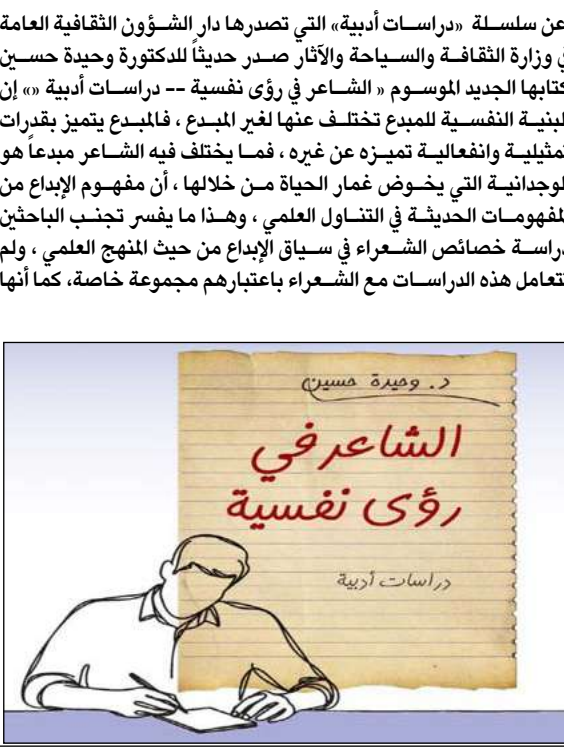 عن سلسلة «دراسات أدبية» التي تصدرها دار الشؤون الثقافية العامة
في وزارة الثقافة والسياحة والآثار صدر حديثاً للدكتورة وحيدة حسين
كتابها الجديد الموسوم « الشاعر في رؤى نفسية -- دراسات أدبية «» إن
البنية النفسية للمبدع تختلف عنها لغير المبدع ، فالمبدع يتميز بقدرات
تمثيلية وانفعالية تميزه عن غيره ، فما يختلف فيه الشاعر مبدعاً هو
الوجدانية التي يخوض غمار الحياة من خلالها ، أن مفهوم الإبداع من
المفهومات الحديثة في التناول العلمي ، وهذا ما يفسر تجنب الباحثين
دراسة خصائص الشعراء في سياق الإبداع من حيث المنهج العلمي ، ولم
تتعامل هذه الدراسات مع الشعراء باعتبارهم مجموعة خاصة، كما أنها
د. وحيدة حسين
الشاعر في
رؤى نفسية
دراسات أدبية